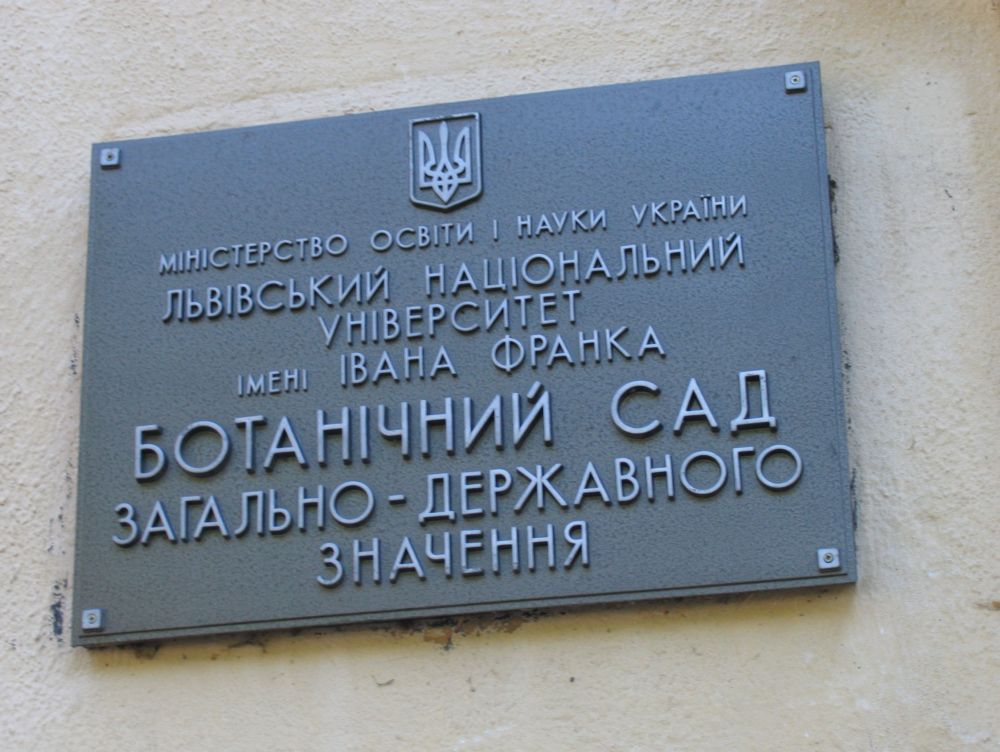 МІНІСТЕРСТВО ОСВІТИ І НАУКИ УКРАЇНИ
ЛЬВІВСЬКИЙ НАЦІОНАЛЬНИЙ
УНІВЕРСИТЕТ
ІМЕНІ ІВАНА ФРАНКА
БОТАНІЧНИЙ САД
ЗАГАЛЬНО-ДЕРЖАВНОГО
ЗНАЧЕННЯ